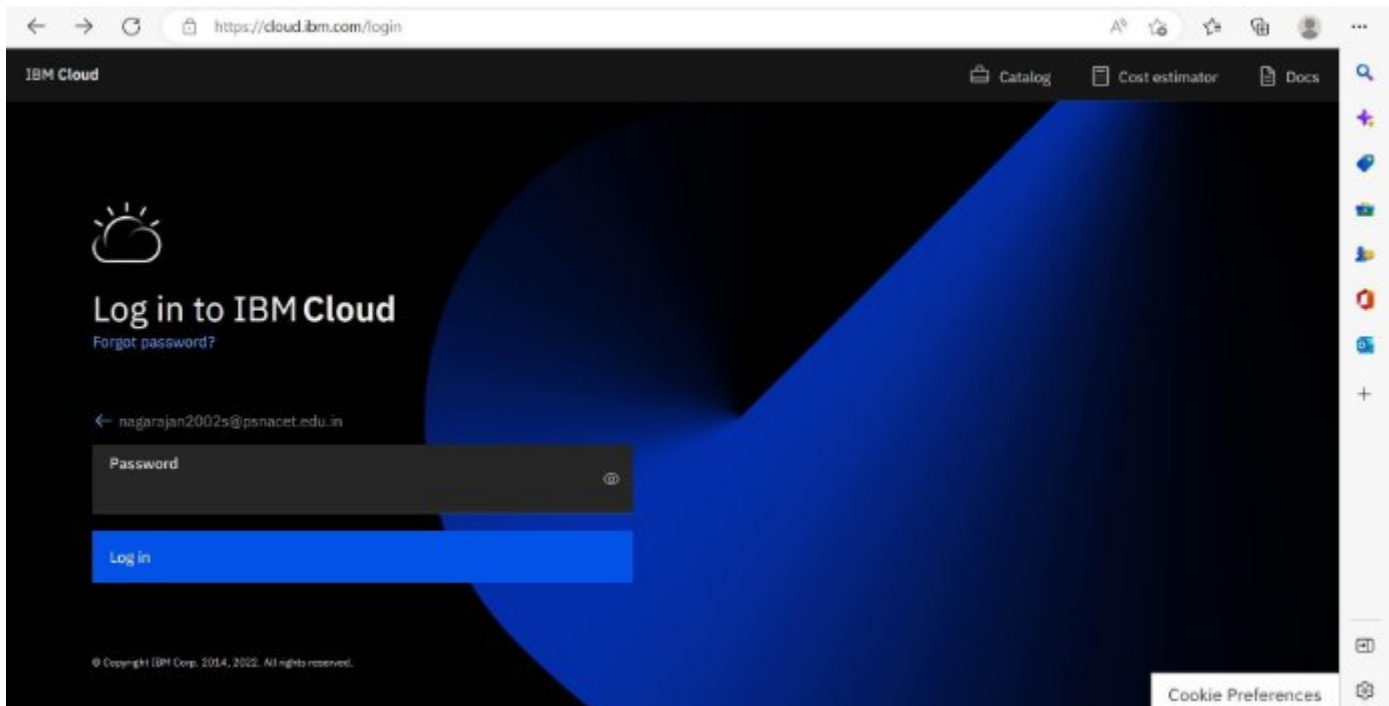 https://cloud.ibm.com/login
IBM Cloud
Catalog
Cost estimator
Docs
Log in to IBM Cloud
Forgot password?
← nagarajan2002s@psnacet.edu.in
Password
Log in
© Copyright IBM Corp. 2014, 2022. All rights reserved.
Cookie Preferences